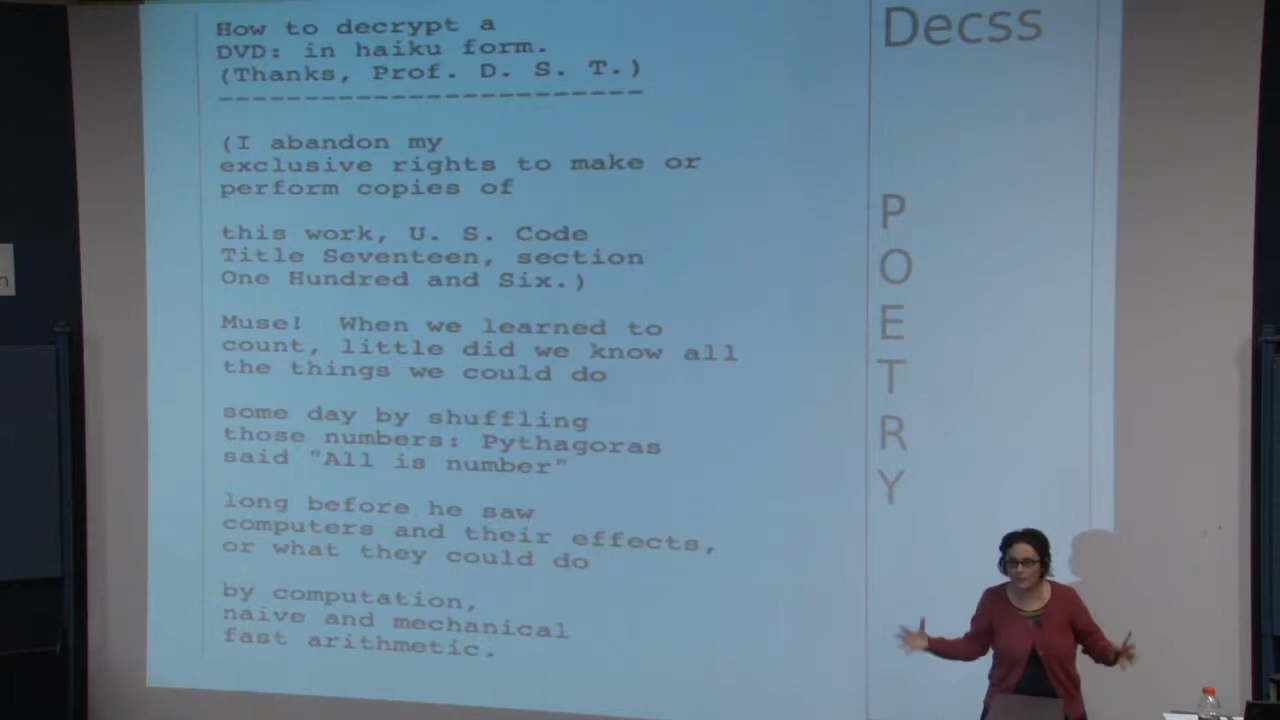 How to decrypt a
DVD: in haiku form.
(Thanks, Prof. D. S. T.)
------------------------
(I abandon my
exclusive rights to make or
perform copies of
this work, U. S. Code
Title Seventeen, section
One Hundred and Six.)
Muse! When we learned to
count, little did we know all
the things we could do
some day by shuffling
those numbers: Pythagoras
said "All is number"
long before he saw
computers and their effects,
or what they could do
by computation,
naive and mechanical
fast arithmetic.
Decss
P
O
E
T
R
Y